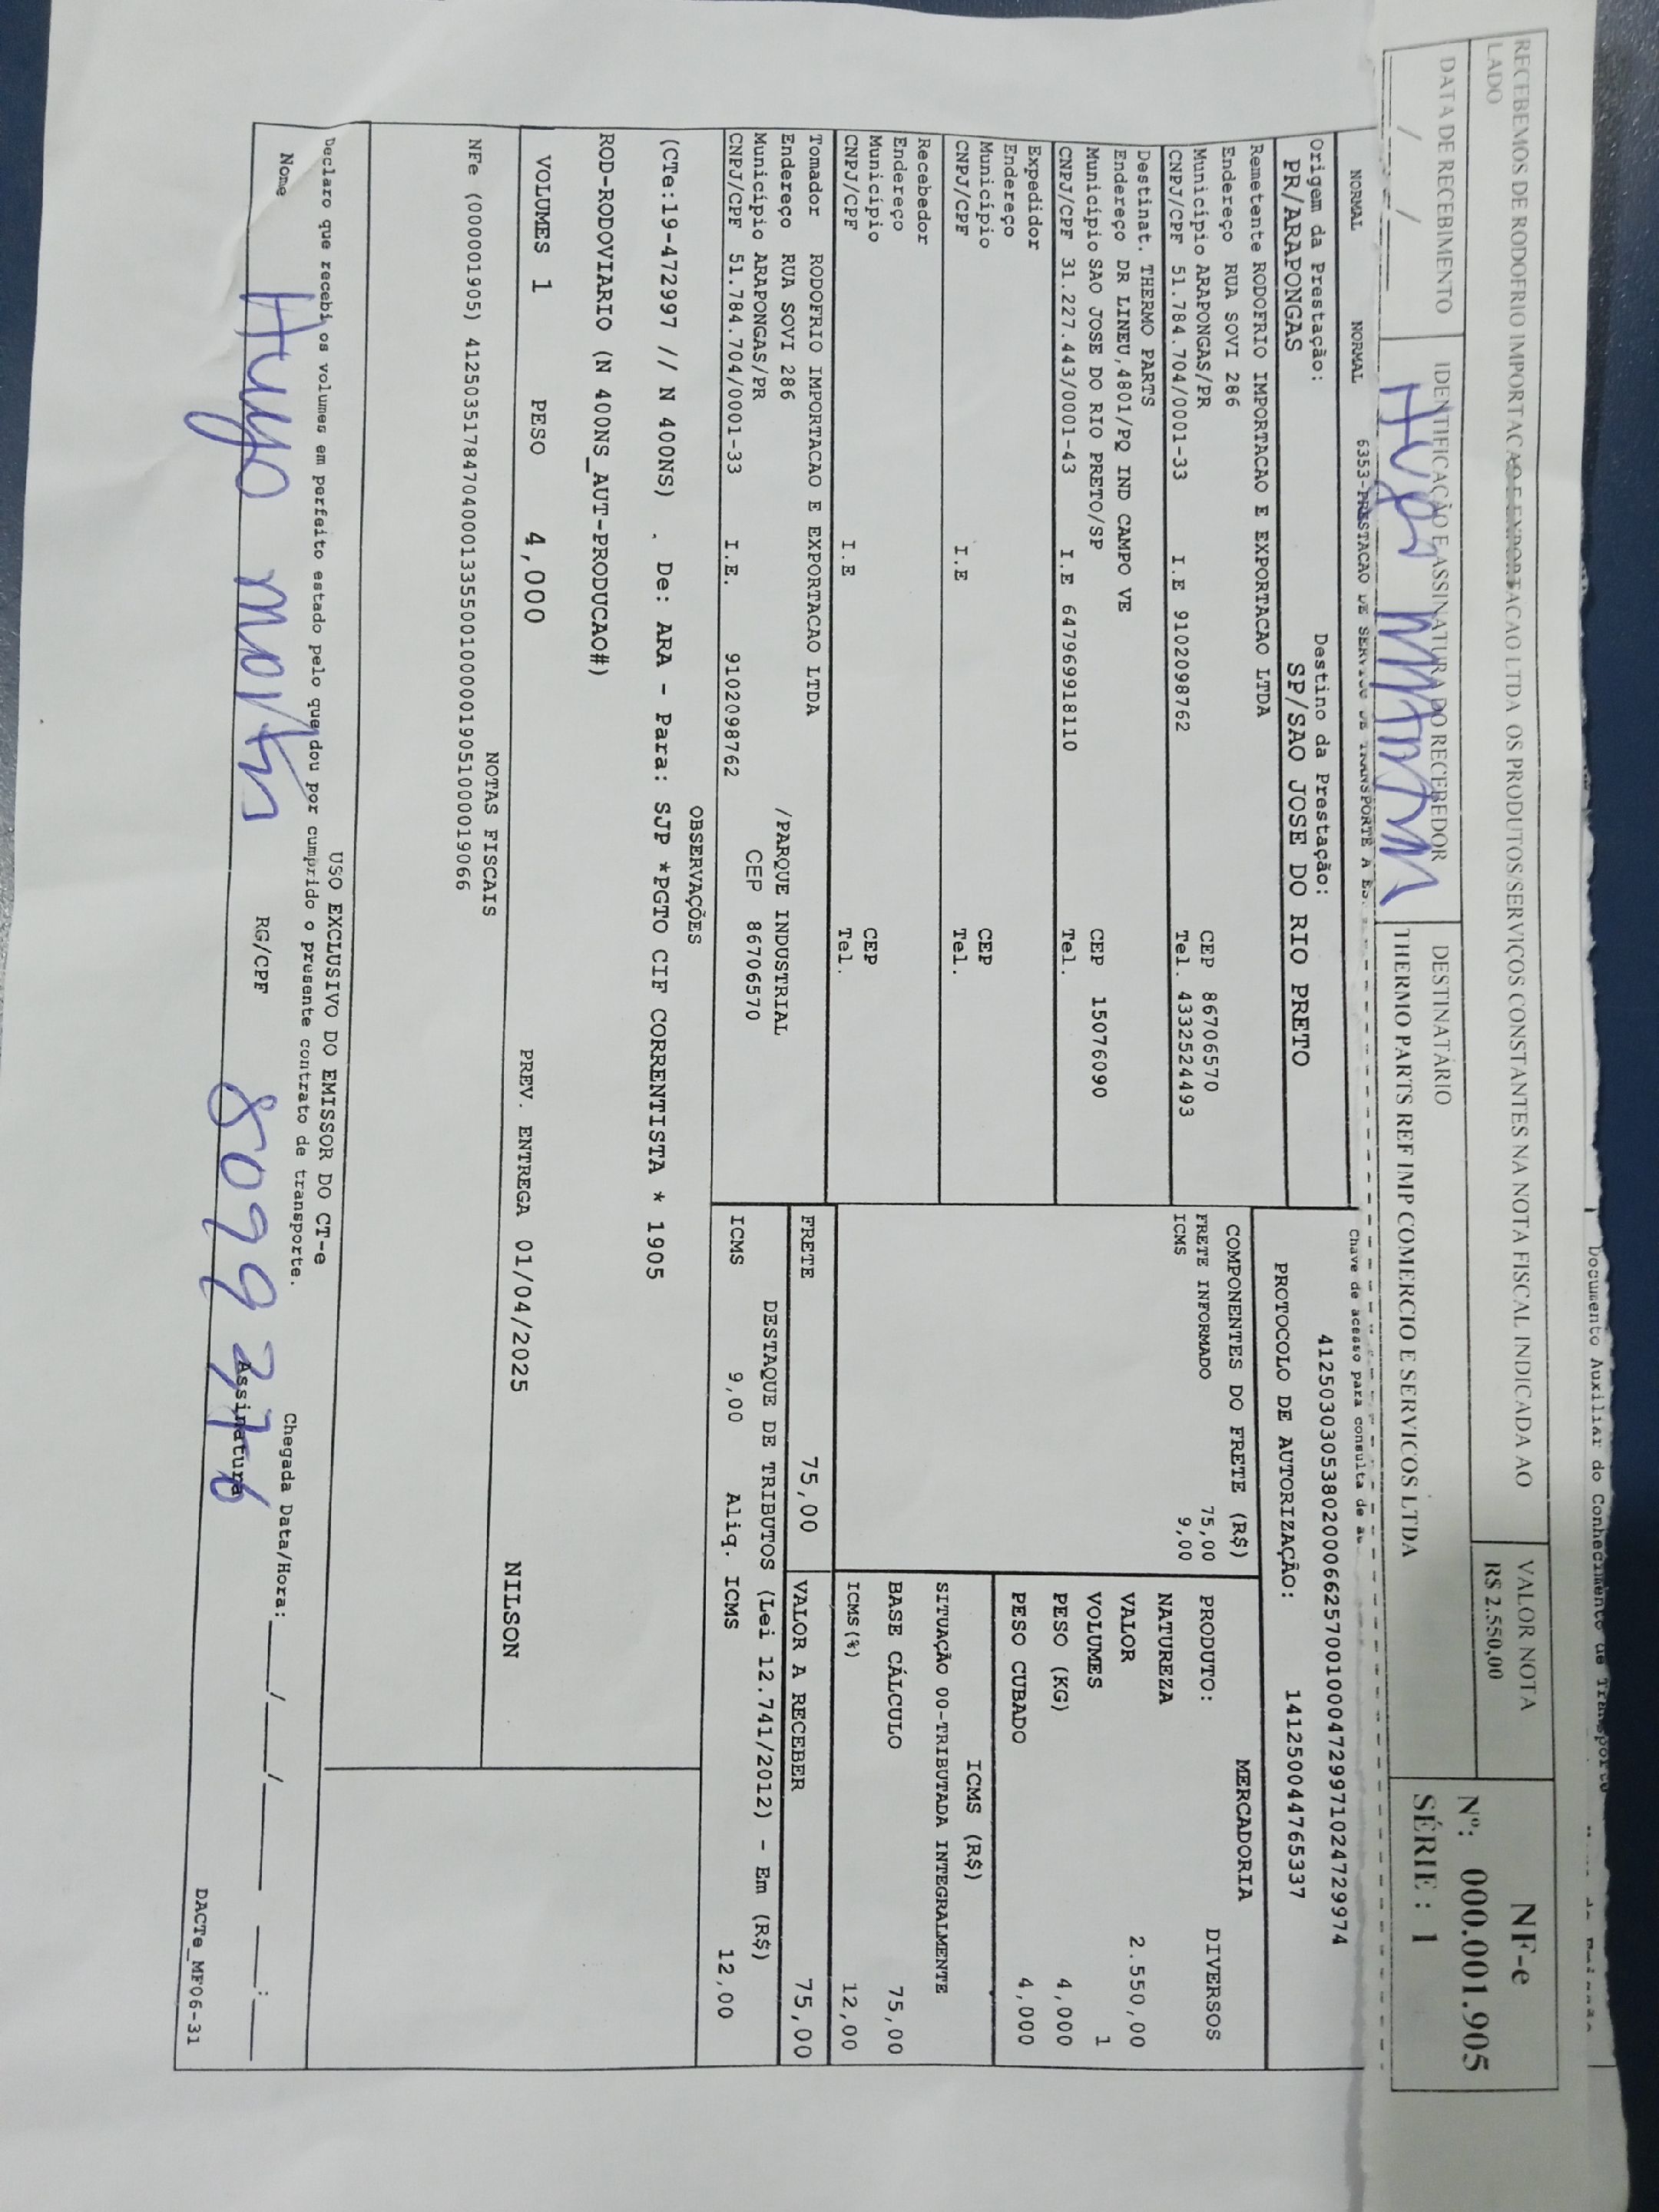 Documento Auxiliar do Conhecimento de Transporte
RECEBEMOS DE RODOFRIO IMPORTACAO E EXPORTACAO LTDA OS PRODUTOS/SERVIÇOS CONSTANTES NA NOTA FISCAL INDICADA AO
LADO
VALOR NOTA
R$ 2.550,00
NF-e
Nº: 000.001.905
SÉRIE : 1
DATA DE RECEBIMENTO
/ /
IDENTIFICAÇÃO E ASSINATURA DO RECEBEDOR
Hugo
DESTINATÁRIO
THERMO PARTS REF IMP COMERCIO E SERVICOS LTDA
NORMAL NORMAL 6353-PRESTACAO DE SERVIÇO DE TRANSPORTE A
Chave de acesso para consulta de
41250303053802000662570010004729971024729974
Origem da Prestação:
PR/ARAPONGAS
Destino da Prestação:
SP/SAO JOSE DO RIO PRETO
PROTOCOLO DE AUTORIZAÇÃO: 141250044765337
Remetente RODOFRIO IMPORTACAO E EXPORTACAO LTDA
Endereço RUA SOVI 286
CEP 86706570
Município ARAPONGAS/PR
Tel. 4332524493
CNPJ/CPF 51.784.704/0001-33 I.E 9102098762
Destinat. THERMO PARTS
Endereço DR LINEU,4801/PQ IND CAMPO VE
Município SAO JOSE DO RIO PRETO/SP
CEP 15076090
CNPJ/CPF 31.227.443/0001-43 I.E 647969918110
Tel.
Expedidor
Endereço
Município
CEP
CNPJ/CPF I.E
Tel.
Recebedor
Endereço
Município
CEP
CNPJ/CPF I.E
Tel.
Tomador RODOFRIO IMPORTACAO E EXPORTACAO LTDA
Endereço RUA SOVI 286 /PARQUE INDUSTRIAL
Município ARAPONGAS/PR CEP 86706570
CNPJ/CPF 51.784.704/0001-33 I.E. 9102098762
COMPONENTES DO FRETE (R$)
FRETE INFORMADO 75,00
ICMS 9,00
MERCADORIA
PRODUTO: DIVERSOS
NATUREZA
VALOR 2.550,00
VOLUMES 1
PESO (KG) 4,000
PESO CUBADO 4,000
ICMS (R$)
SITUAÇÃO 00-TRIBUTADA INTEGRALMENTE
BASE CÁLCULO 75,00
ICMS(%) 12,00
FRETE 75,00
VALOR A RECEBER 75,00
DESTAQUE DE TRIBUTOS (Lei 12.741/2012) - Em (R$)
ICMS 9,00 Aliq. ICMS 12,00
OBSERVAÇÕES
(CTe:19-472997 // N 400NS) . De: ARA - Para: SJP *PGTO CIF CORRENTISTA * 1905
ROD-RODOVIARIO (N 400NS_AUT-PRODUCAO#)
VOLUMES 1 PESO 4,000 PREV. ENTREGA 01/04/2025 NILSON
NOTAS FISCAIS
NFe (000001905) 41250351784704000133550010000019051000019066
USO EXCLUSIVO DO EMISSOR DO CT-e
Declaro que recebi os volumes em perfeito estado pelo que dou por cumprido o presente contrato de transporte.
Chegada Data/Hora:___/___/___ __:__
Nome Hugo RG/CPF Assinatura
DACTe_MF06-31